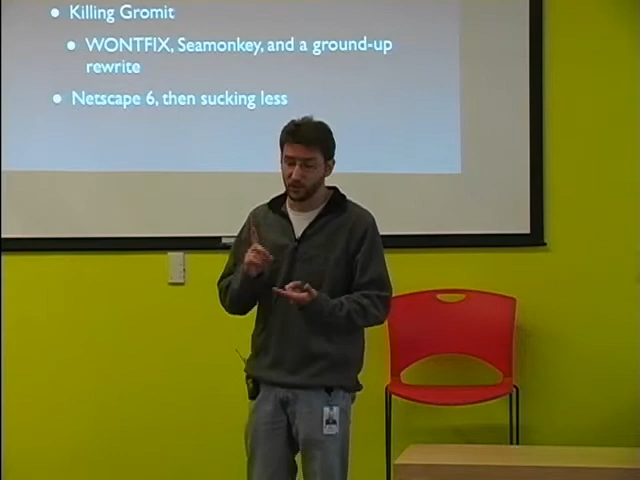 Killing Gromit
WONTFIX, Seamonkey, and a ground-up
rewrite
Netscape 6, then sucking less